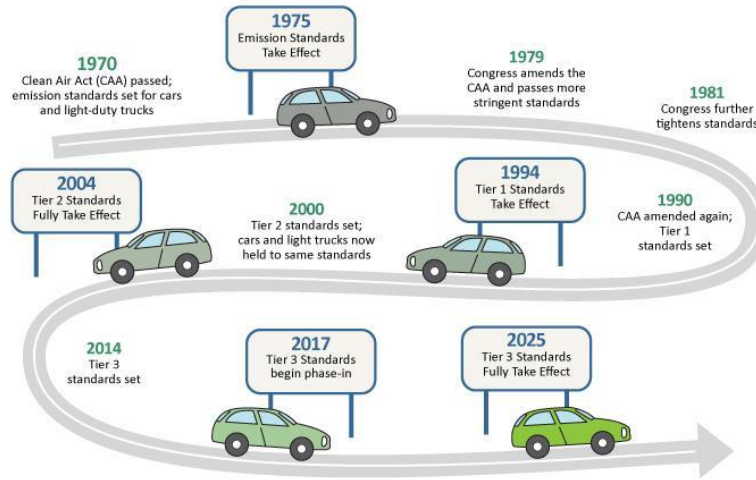 1970
Clean Air Act (CAA) passed;
emission standards set for cars
and light-duty trucks
1975
Emission Standards
Take Effect
1979
Congress amends the
CAA and passes more
stringent standards
1981
Congress further
tightens standards
1990
CAA amended again;
Tier 1
standards set
1994
Tier 1 Standards
Take Effect
2000
Tier 2 standards set;
cars and light trucks now
held to same standards
2004
Tier 2 Standards
Fully Take Effect
2014
Tier 3
standards set
2017
Tier 3 Standards
begin phase-in
2025
Tier 3 Standards
Fully Take Effect